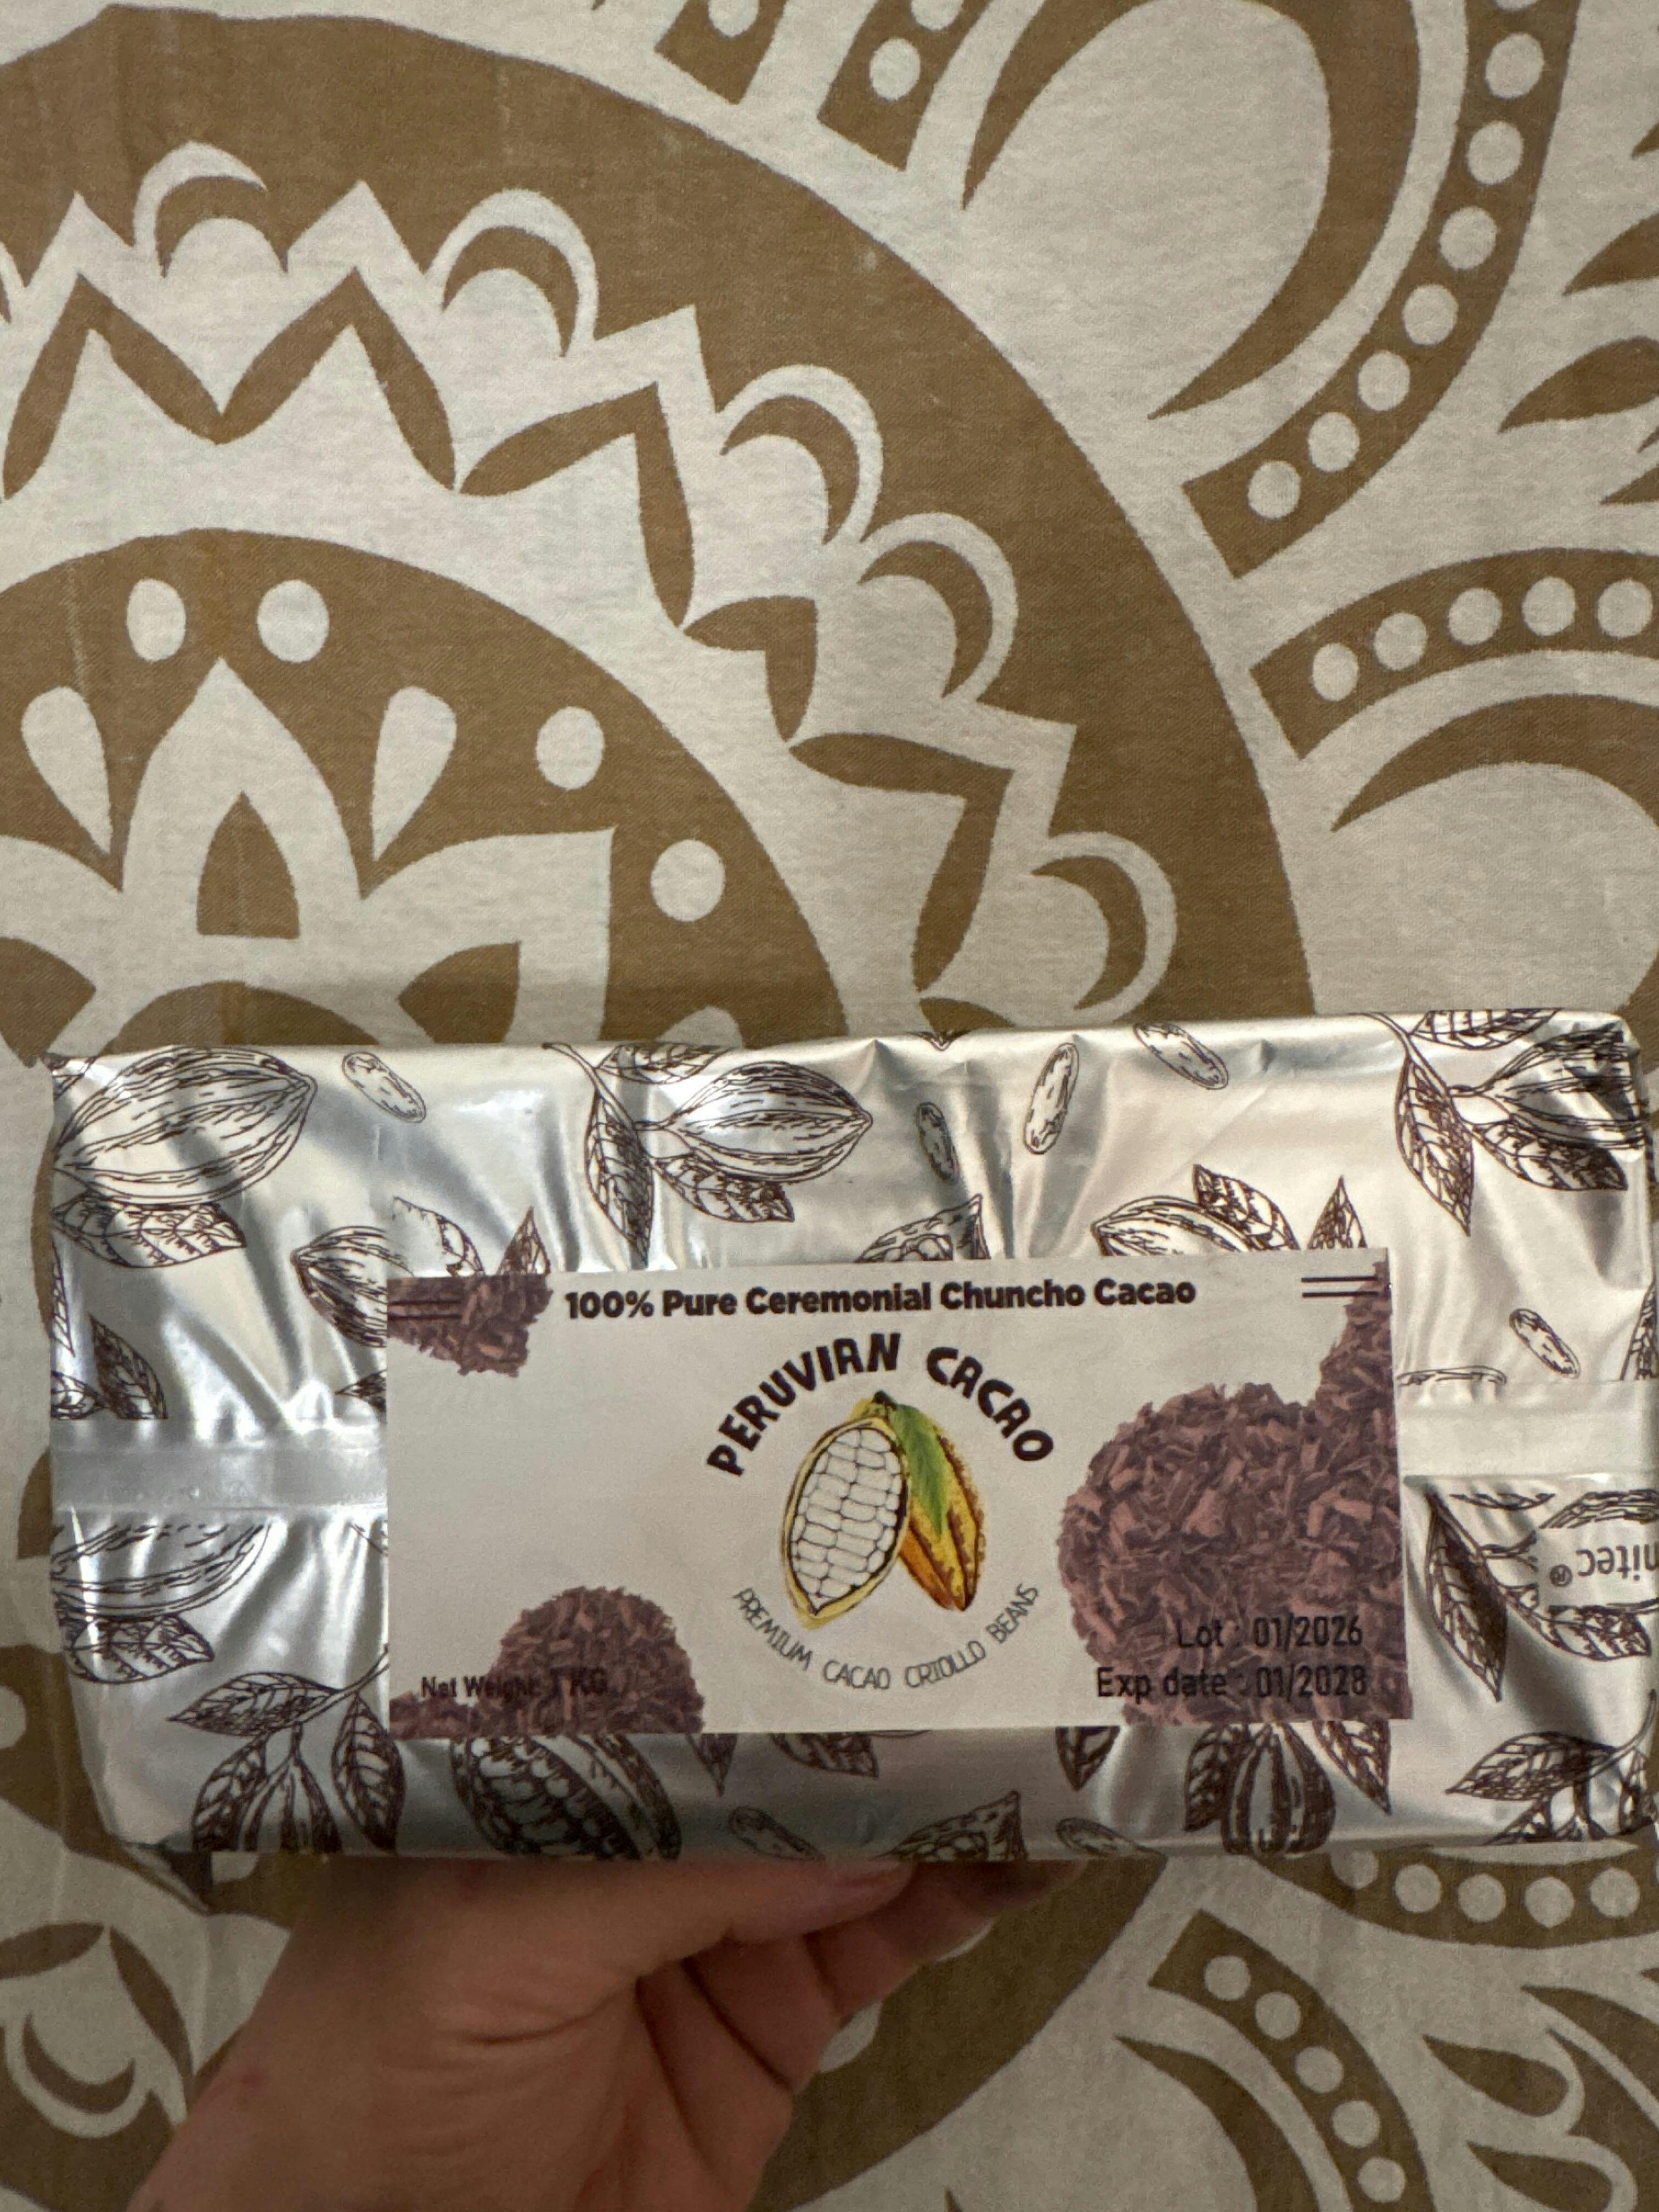 100% Pure Ceremonial Chuncho Cacao
PERUVIAN CACAO
PREMIUM CACAO CRIOLLO BEANS
Net Weight: 1 KG
Lot : 01/2026
Exp date : 01/2028
nitec®